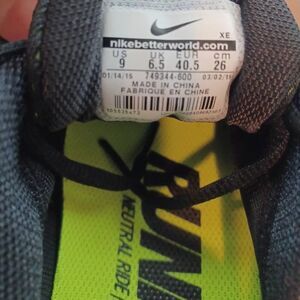 XE
nikebetterworld.com
US UK EUR cm
9 6.5 40.5 26
01/14/15 749344-600 03/02/15
MADE IN CHINA
FABRIQUE EN CHINE
RUN
NEUTRAL RIDE